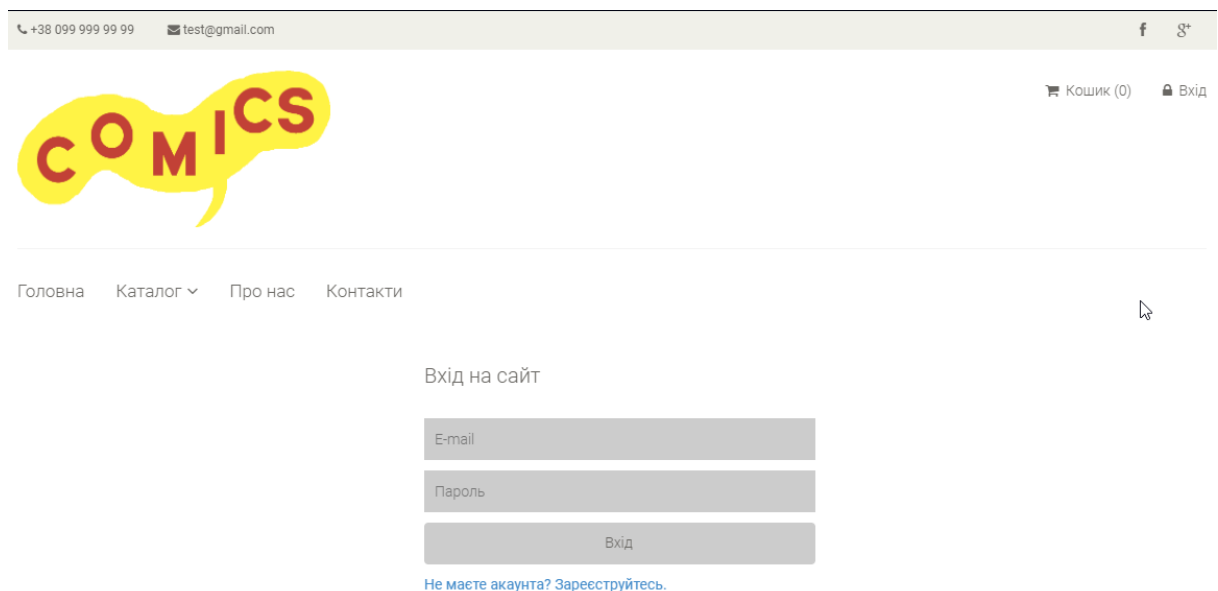 +38 099 999 99 99 test@gmail.com f g+
COMICS
Кошик (0) Вхід
Головна Каталог Про нас Контакти
Вхід на сайт
E-mail
Пароль
Вхід
Не маєте акаунта? Зареєструйтесь.